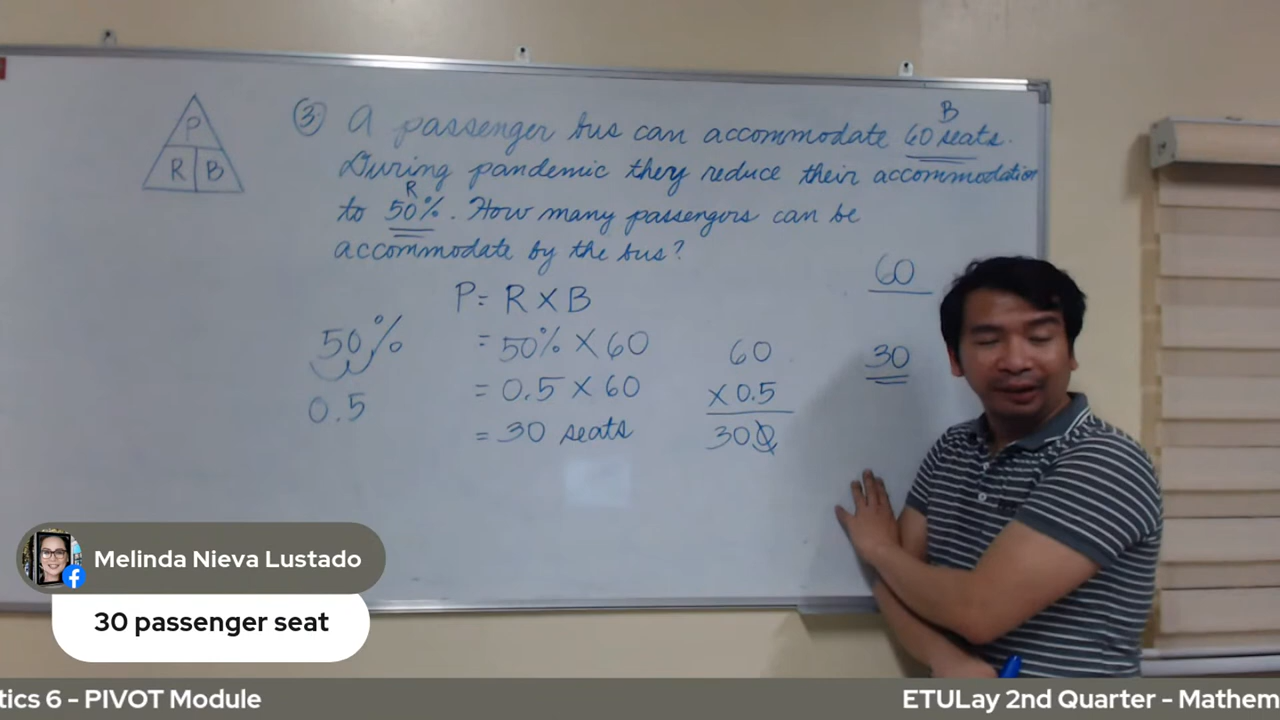 P
R B
③ A passenger bus can accommodate 60 seats.
B
During pandemic they reduce their accommodation
R
to 50%. How many passengers can be
accommodate by the bus?
P = R X B
= 50% X 60
= 0.5 X 60
= 30 seats
50%
0.5
60
X 0.5
300
60
30
Melinda Nieva Lustado
30 passenger seat
tics 6 - PIVOT Module
ETULay 2nd Quarter - Mathem